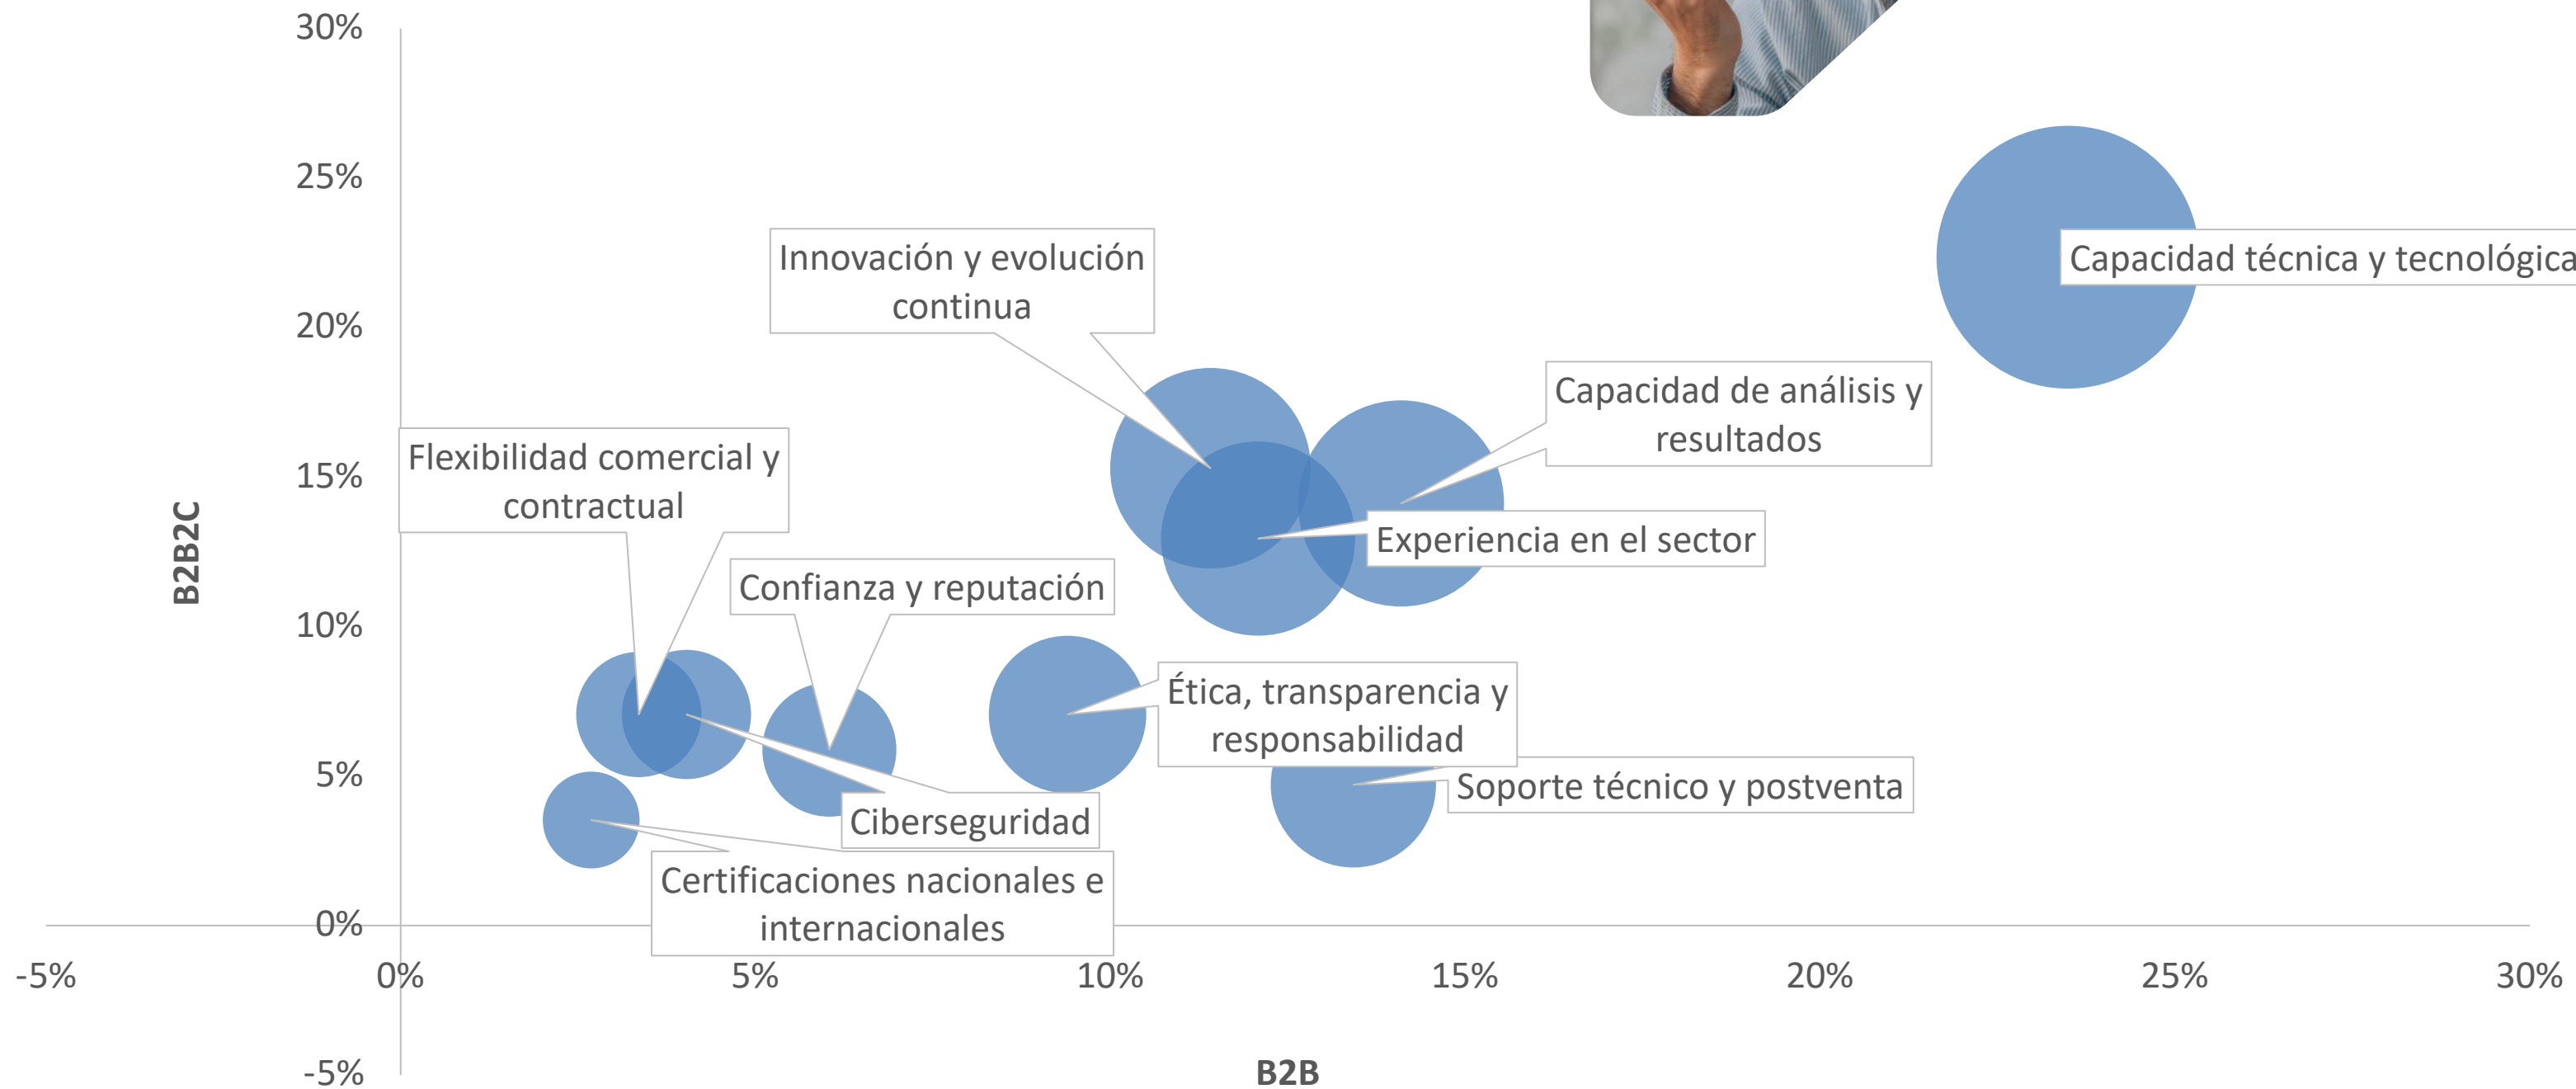 30%
25%
20%
15%
10%
5%
0%
-5%
B2B2C
Innovación y evolución
continua
Capacidad técnica y tecnológica
Capacidad de análisis y
resultados
Flexibilidad comercial y
contractual
Experiencia en el sector
Confianza y reputación
Ética, transparencia y
responsabilidad
Soporte técnico y postventa
Ciberseguridad
Certificaciones nacionales e
internacionales
-5%
0%
5%
10%
15%
20%
25%
30%
B2B